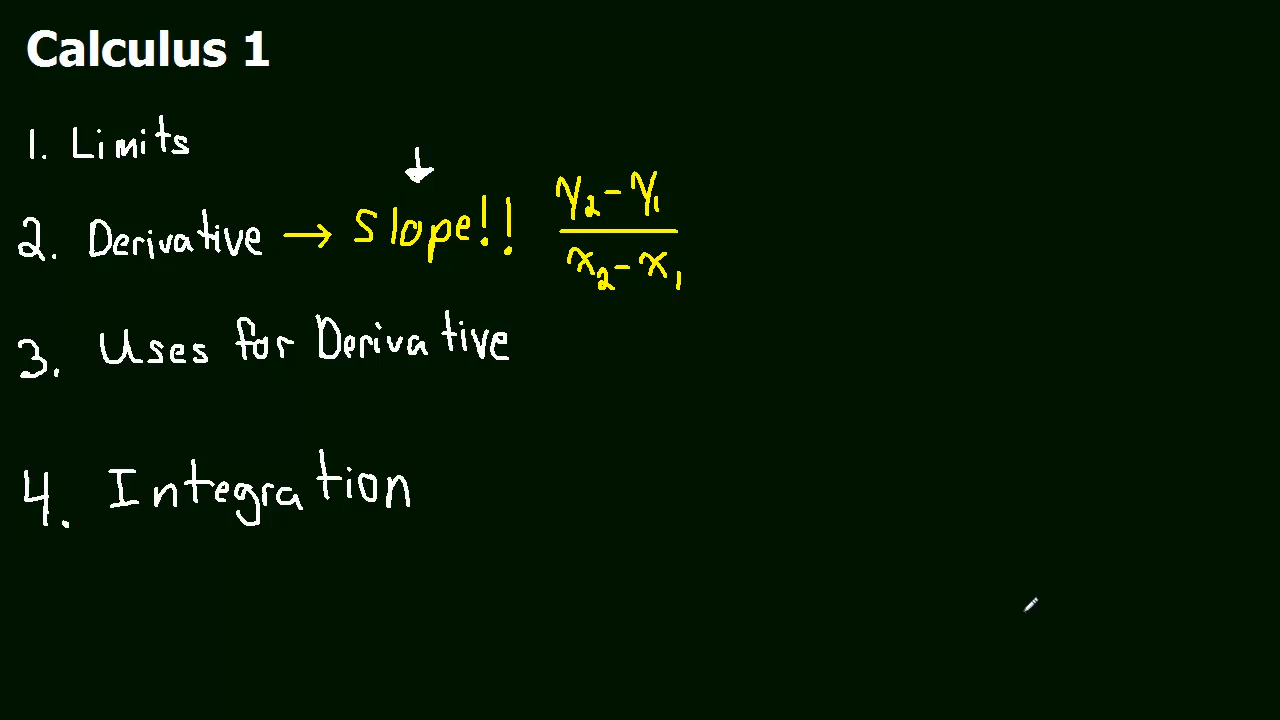 Calculus 1
1. Limits
2. Derivative → Slope!! y₂-y₁/x₂-x₁
3. Uses for Derivative
4. Integration